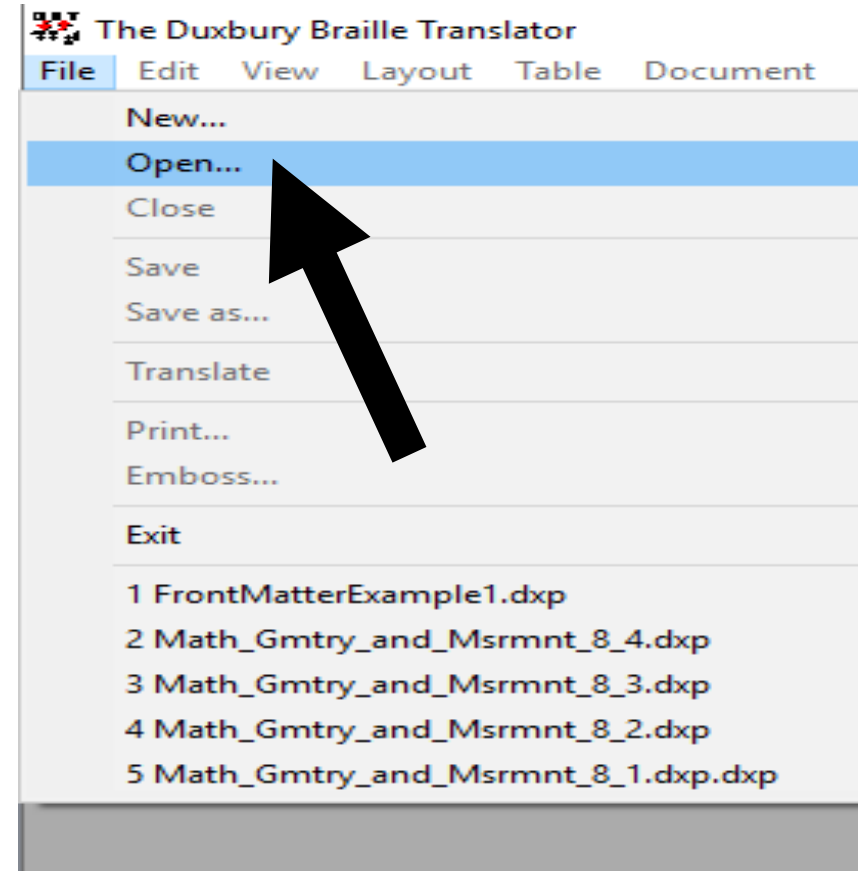 The Duxbury Braille Translator
File Edit View Layout Table Document
New...
Open...
Close
Save
Save as...
Translate
Print...
Emboss...
Exit
1 FrontMatterExample1.dxp
2 Math_Gmtry_and_Msrmnt_8_4.dxp
3 Math_Gmtry_and_Msrmnt_8_3.dxp
4 Math_Gmtry_and_Msrmnt_8_2.dxp
5 Math_Gmtry_and_Msrmnt_8_1.dxp.dxp